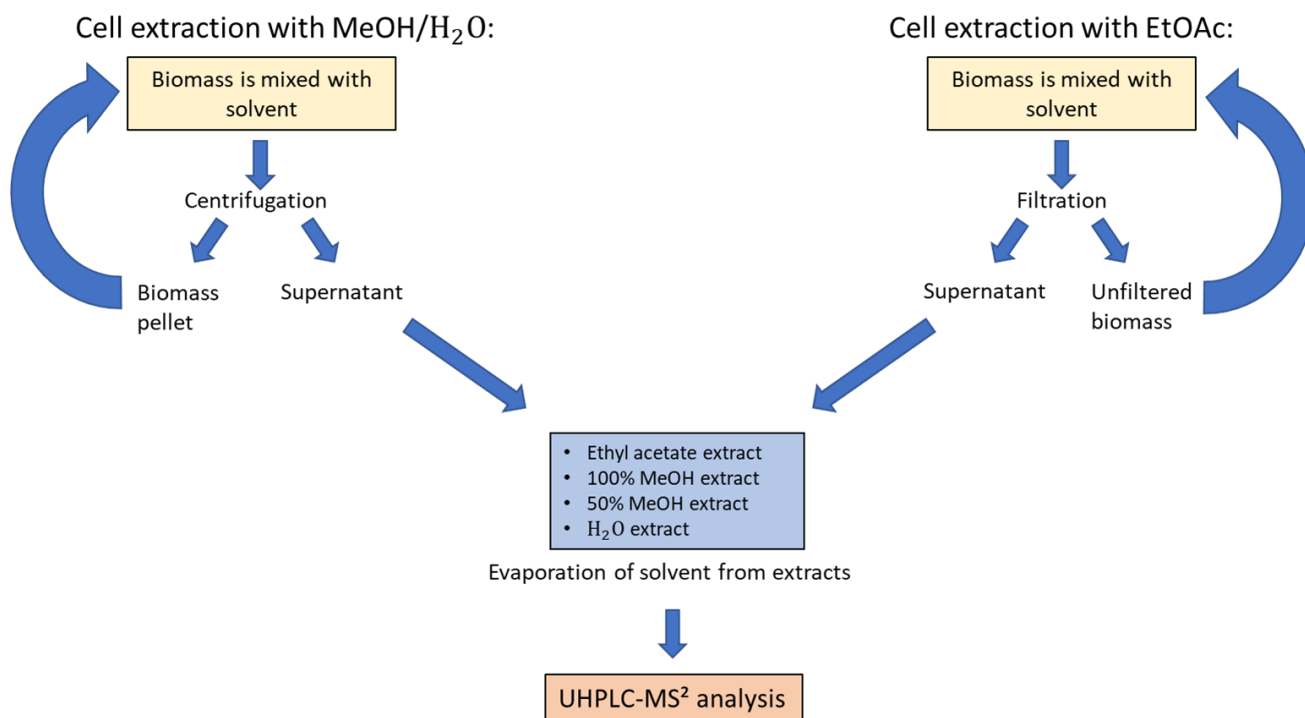 Cell extraction with MeOH/H₂O:
Biomass is mixed with
solvent
Centrifugation
Biomass
pellet
Supernatant
Cell extraction with EtOAc:
Biomass is mixed with
solvent
Filtration
Supernatant
Unfiltered
biomass
• Ethyl acetate extract
• 100% MeOH extract
• 50% MeOH extract
• H₂O extract
Evaporation of solvent from extracts
UHPLC-MS² analysis